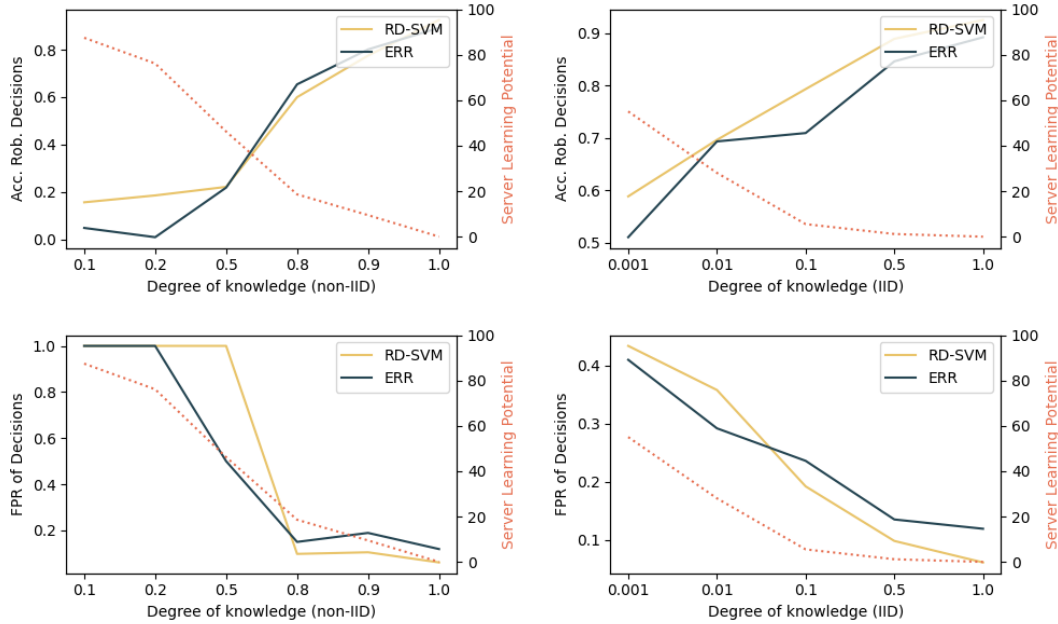 RD-SVM
ERR
Acc. Rob. Decisions
0.8
0.6
0.4
0.2
0.0
100
80
60
40
20
0
Server Learning Potential
0.1 0.2 0.5 0.8 0.9 1.0
Degree of knowledge (non-IID)
RD-SVM
ERR
Acc. Rob. Decisions
0.9
0.8
0.7
0.6
0.5
100
80
60
40
20
0
Server Learning Potential
0.001 0.01 0.1 0.5 1.0
Degree of knowledge (IID)
RD-SVM
ERR
FPR of Decisions
1.0
0.8
0.6
0.4
0.2
100
80
60
40
20
0
Server Learning Potential
0.1 0.2 0.5 0.8 0.9 1.0
Degree of knowledge (non-IID)
RD-SVM
ERR
FPR of Decisions
0.4
0.3
0.2
0.1
100
80
60
40
20
0
Server Learning Potential
0.001 0.01 0.1 0.5 1.0
Degree of knowledge (IID)